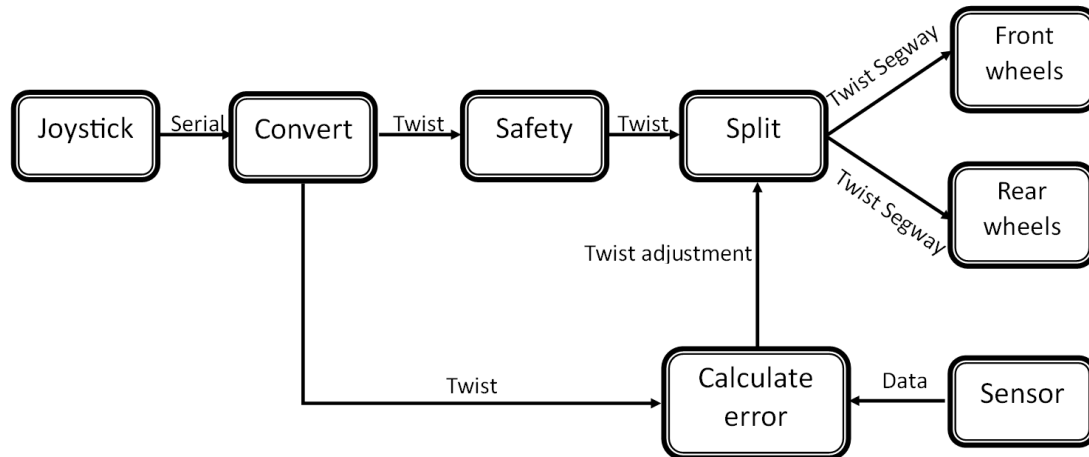 Joystick
Serial
Convert
Twist
Safety
Twist
Split
Twist Segway
Front
wheels
Twist Segway
Rear
wheels
Twist adjustment
Twist
Calculate
error
Data
Sensor